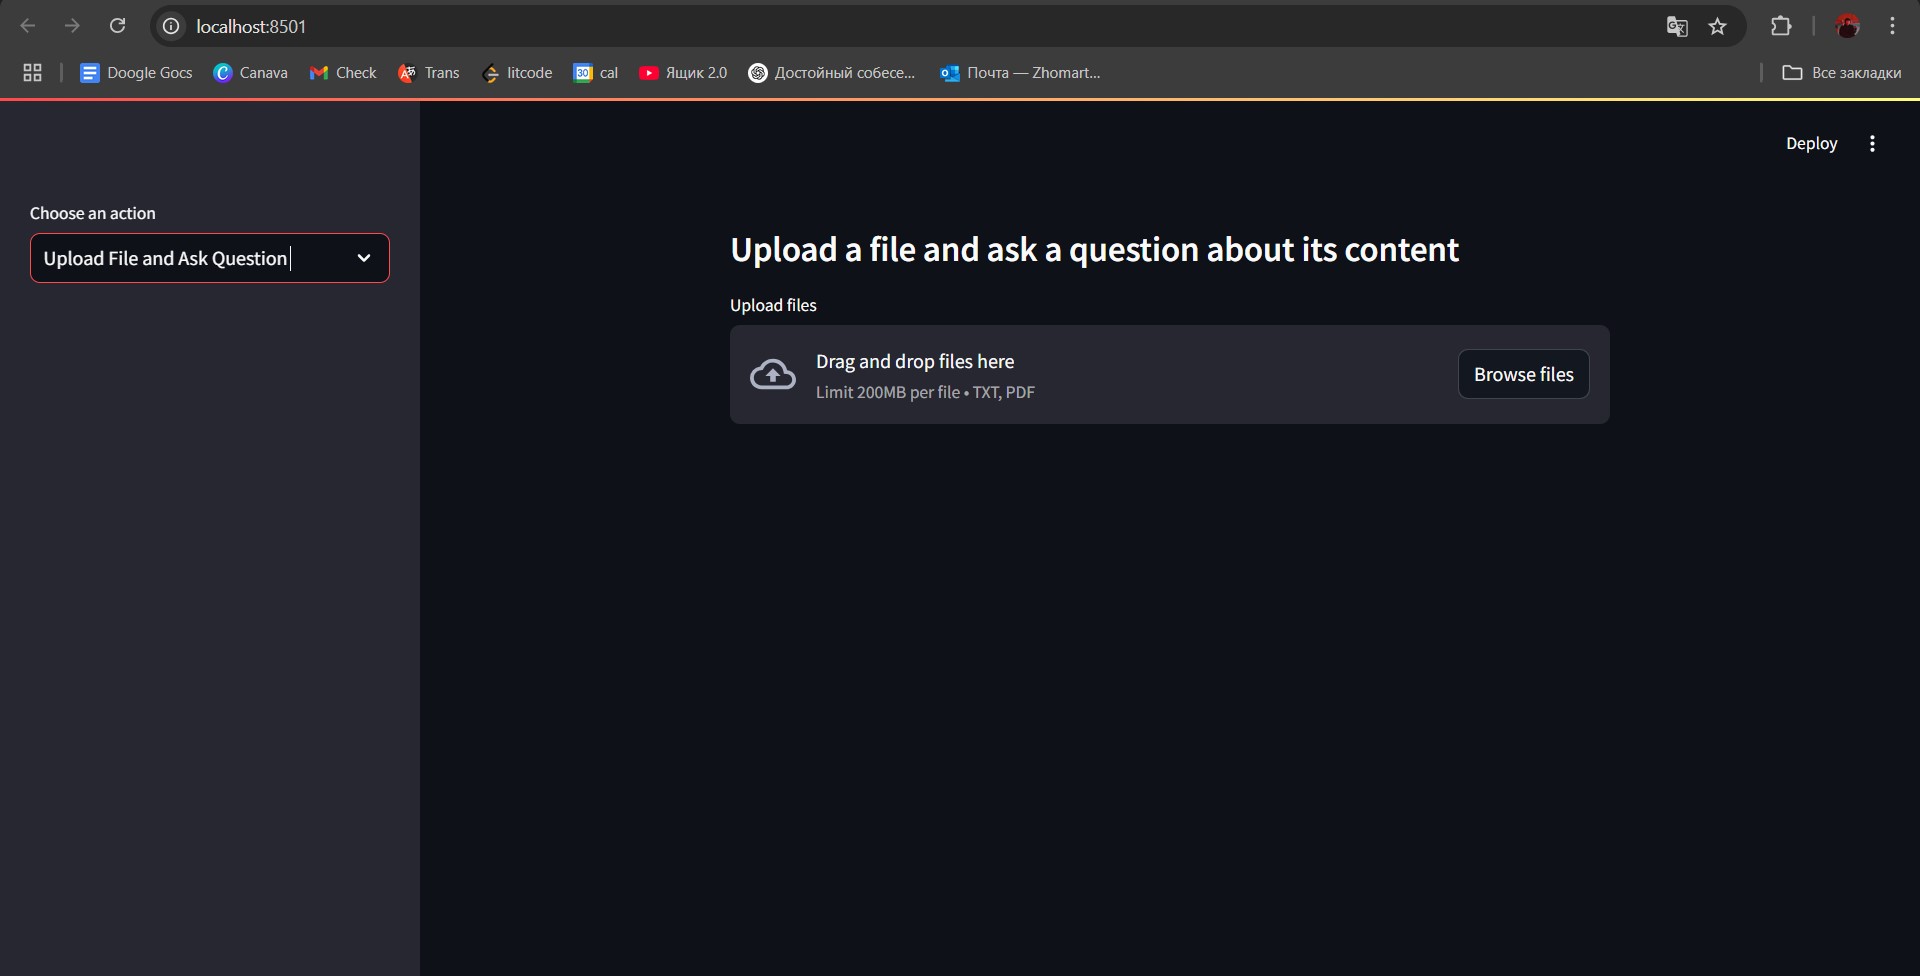 localhost:8501
Doogle Gocs
Canava
Check
Trans
litcode
30 cal
Ящик 2.0
Достойный собесе...
Почта — Zhomart...
Все закладки
Deploy
Choose an action
Upload File and Ask Question
Upload a file and ask a question about its content
Upload files
Drag and drop files here
Limit 200MB per file • TXT, PDF
Browse files